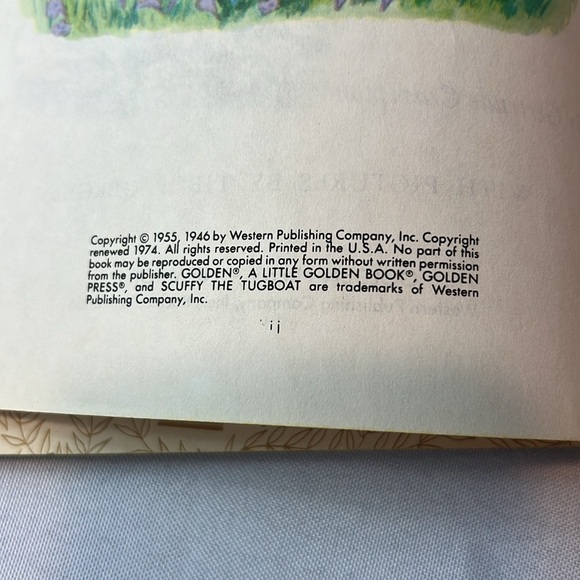 Copyright © 1955, 1946 by Western Publishing Company, Inc. Copyright
renewed 1974. All rights reserved. Printed in the U.S.A. No part of this
book may be reproduced or copied in any form without written permission
from the publisher. GOLDEN®, A LITTLE GOLDEN BOOK®, GOLDEN
PRESS®, and SCUFFY THE TUGBOAT are trademarks of Western
Publishing Company, Inc.